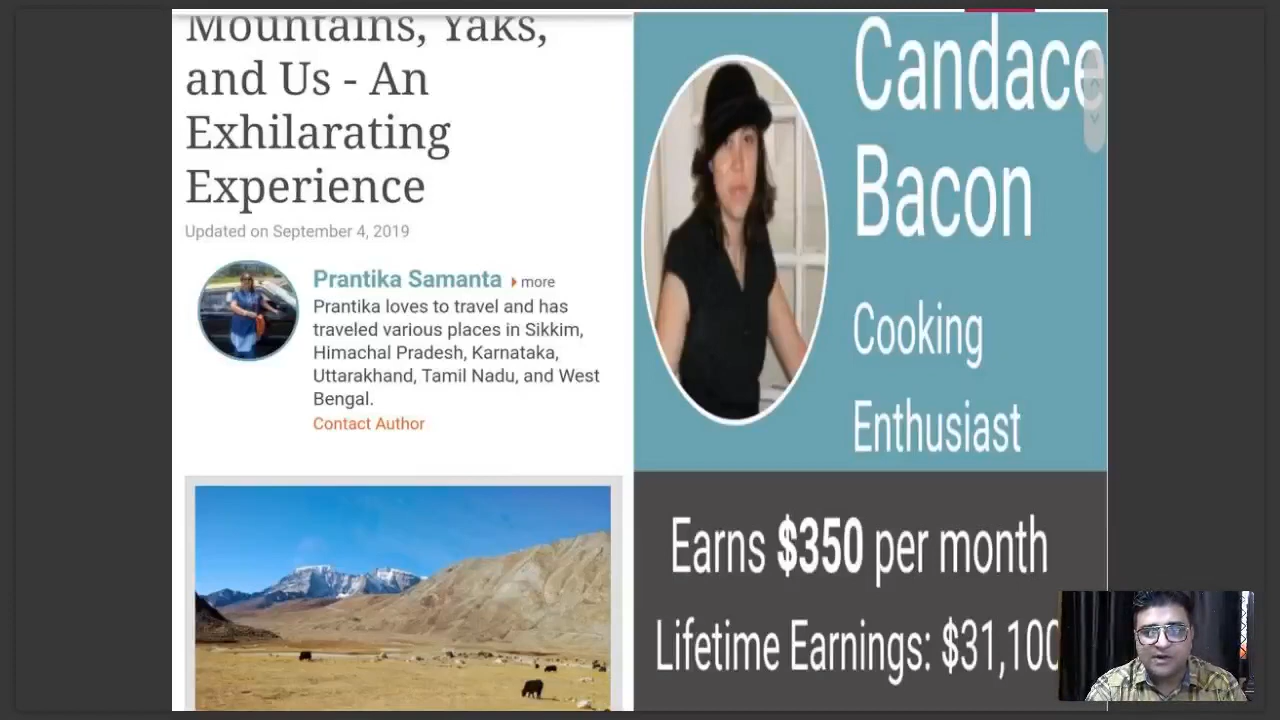 Mountains, Yaks,
and Us - An
Exhilarating
Experience
Updated on September 4, 2019
Prantika Samanta more
Prantika loves to travel and has
traveled various places in Sikkim,
Himachal Pradesh, Karnataka,
Uttarakhand, Tamil Nadu, and West
Bengal.
Contact Author
Candace
Bacon
Cooking
Enthusiast
Earns $350 per month
Lifetime Earnings: $31,100